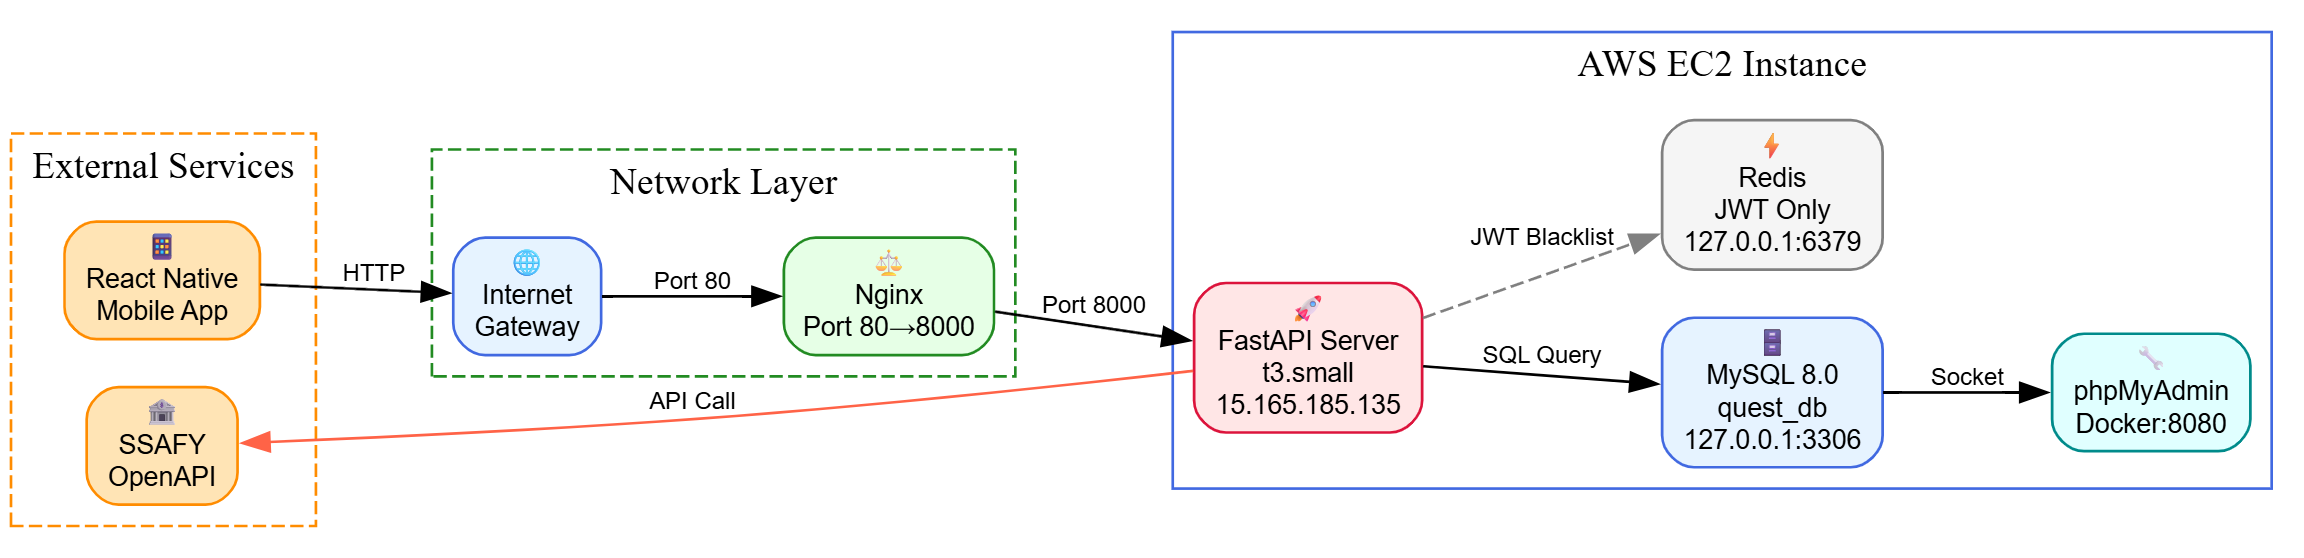 External Services
React Native
Mobile App
SSAFY
OpenAPI
HTTP
Network Layer
Internet
Gateway
Port 80
Nginx
Port 80→8000
Port 8000
API Call
AWS EC2 Instance
FastAPI Server
t3.small
15.165.185.135
JWT Blacklist
Redis
JWT Only
127.0.0.1:6379
SQL Query
MySQL 8.0
quest_db
127.0.0.1:3306
Socket
phpMyAdmin
Docker:8080